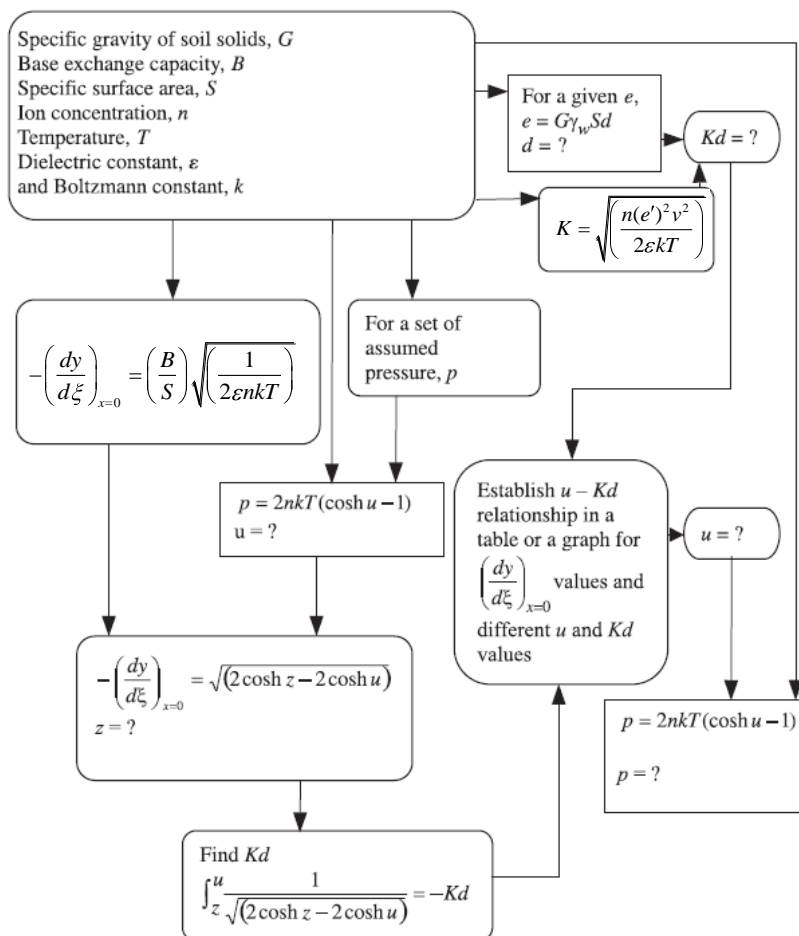 Specific gravity of soil solids, G
Base exchange capacity, B
Specific surface area, S
Ion concentration, n
Temperature, T
Dielectric constant, ε
and Boltzmann constant, k
For a given e,
e = Gγ_wSd
d = ?
Kd = ?
K = √((n(e′)²v²)/(2εkT))
−(dy/dξ)_{x=0} = (B/S) √(1/(2εnkT))
For a set of
assumed
pressure, p
p = 2nkT(cosh u − 1)
u = ?
Establish u – Kd
relationship in a
table or a graph for
(dy/dξ)_{x=0} values and
different u and Kd
values
u = ?
−(dy/dξ)_{x=0} = √(2cosh z − 2cosh u)
z = ?
p = 2nkT(cosh u − 1)
p = ?
Find Kd
∫_z^u 1/√(2cosh z − 2cosh u) = −Kd